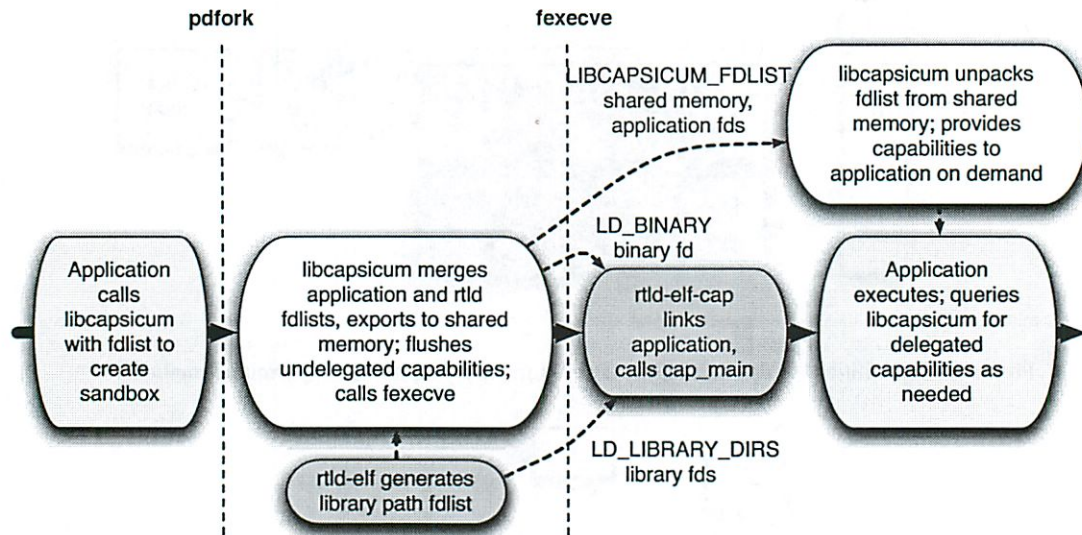 pdfork
fexecve
LIBCAPSICUM_FDLIST
shared memory,
application fds
libcapsicum unpacks
fdlist from shared
memory; provides
capabilities to
application on demand
LD_BINARY
binary fd
Application
calls
libcapsicum
with fdlist to
create
sandbox
libcapsicum merges
application and rtld
fdlists, exports to shared
memory; flushes
undelegated capabilities;
calls fexecve
rtld-elf-cap
links
application,
calls cap_main
Application
executes; queries
libcapsicum for
delegated
capabilities as
needed
LD_LIBRARY_DIRS
library fds
rtld-elf generates
library path fdlist